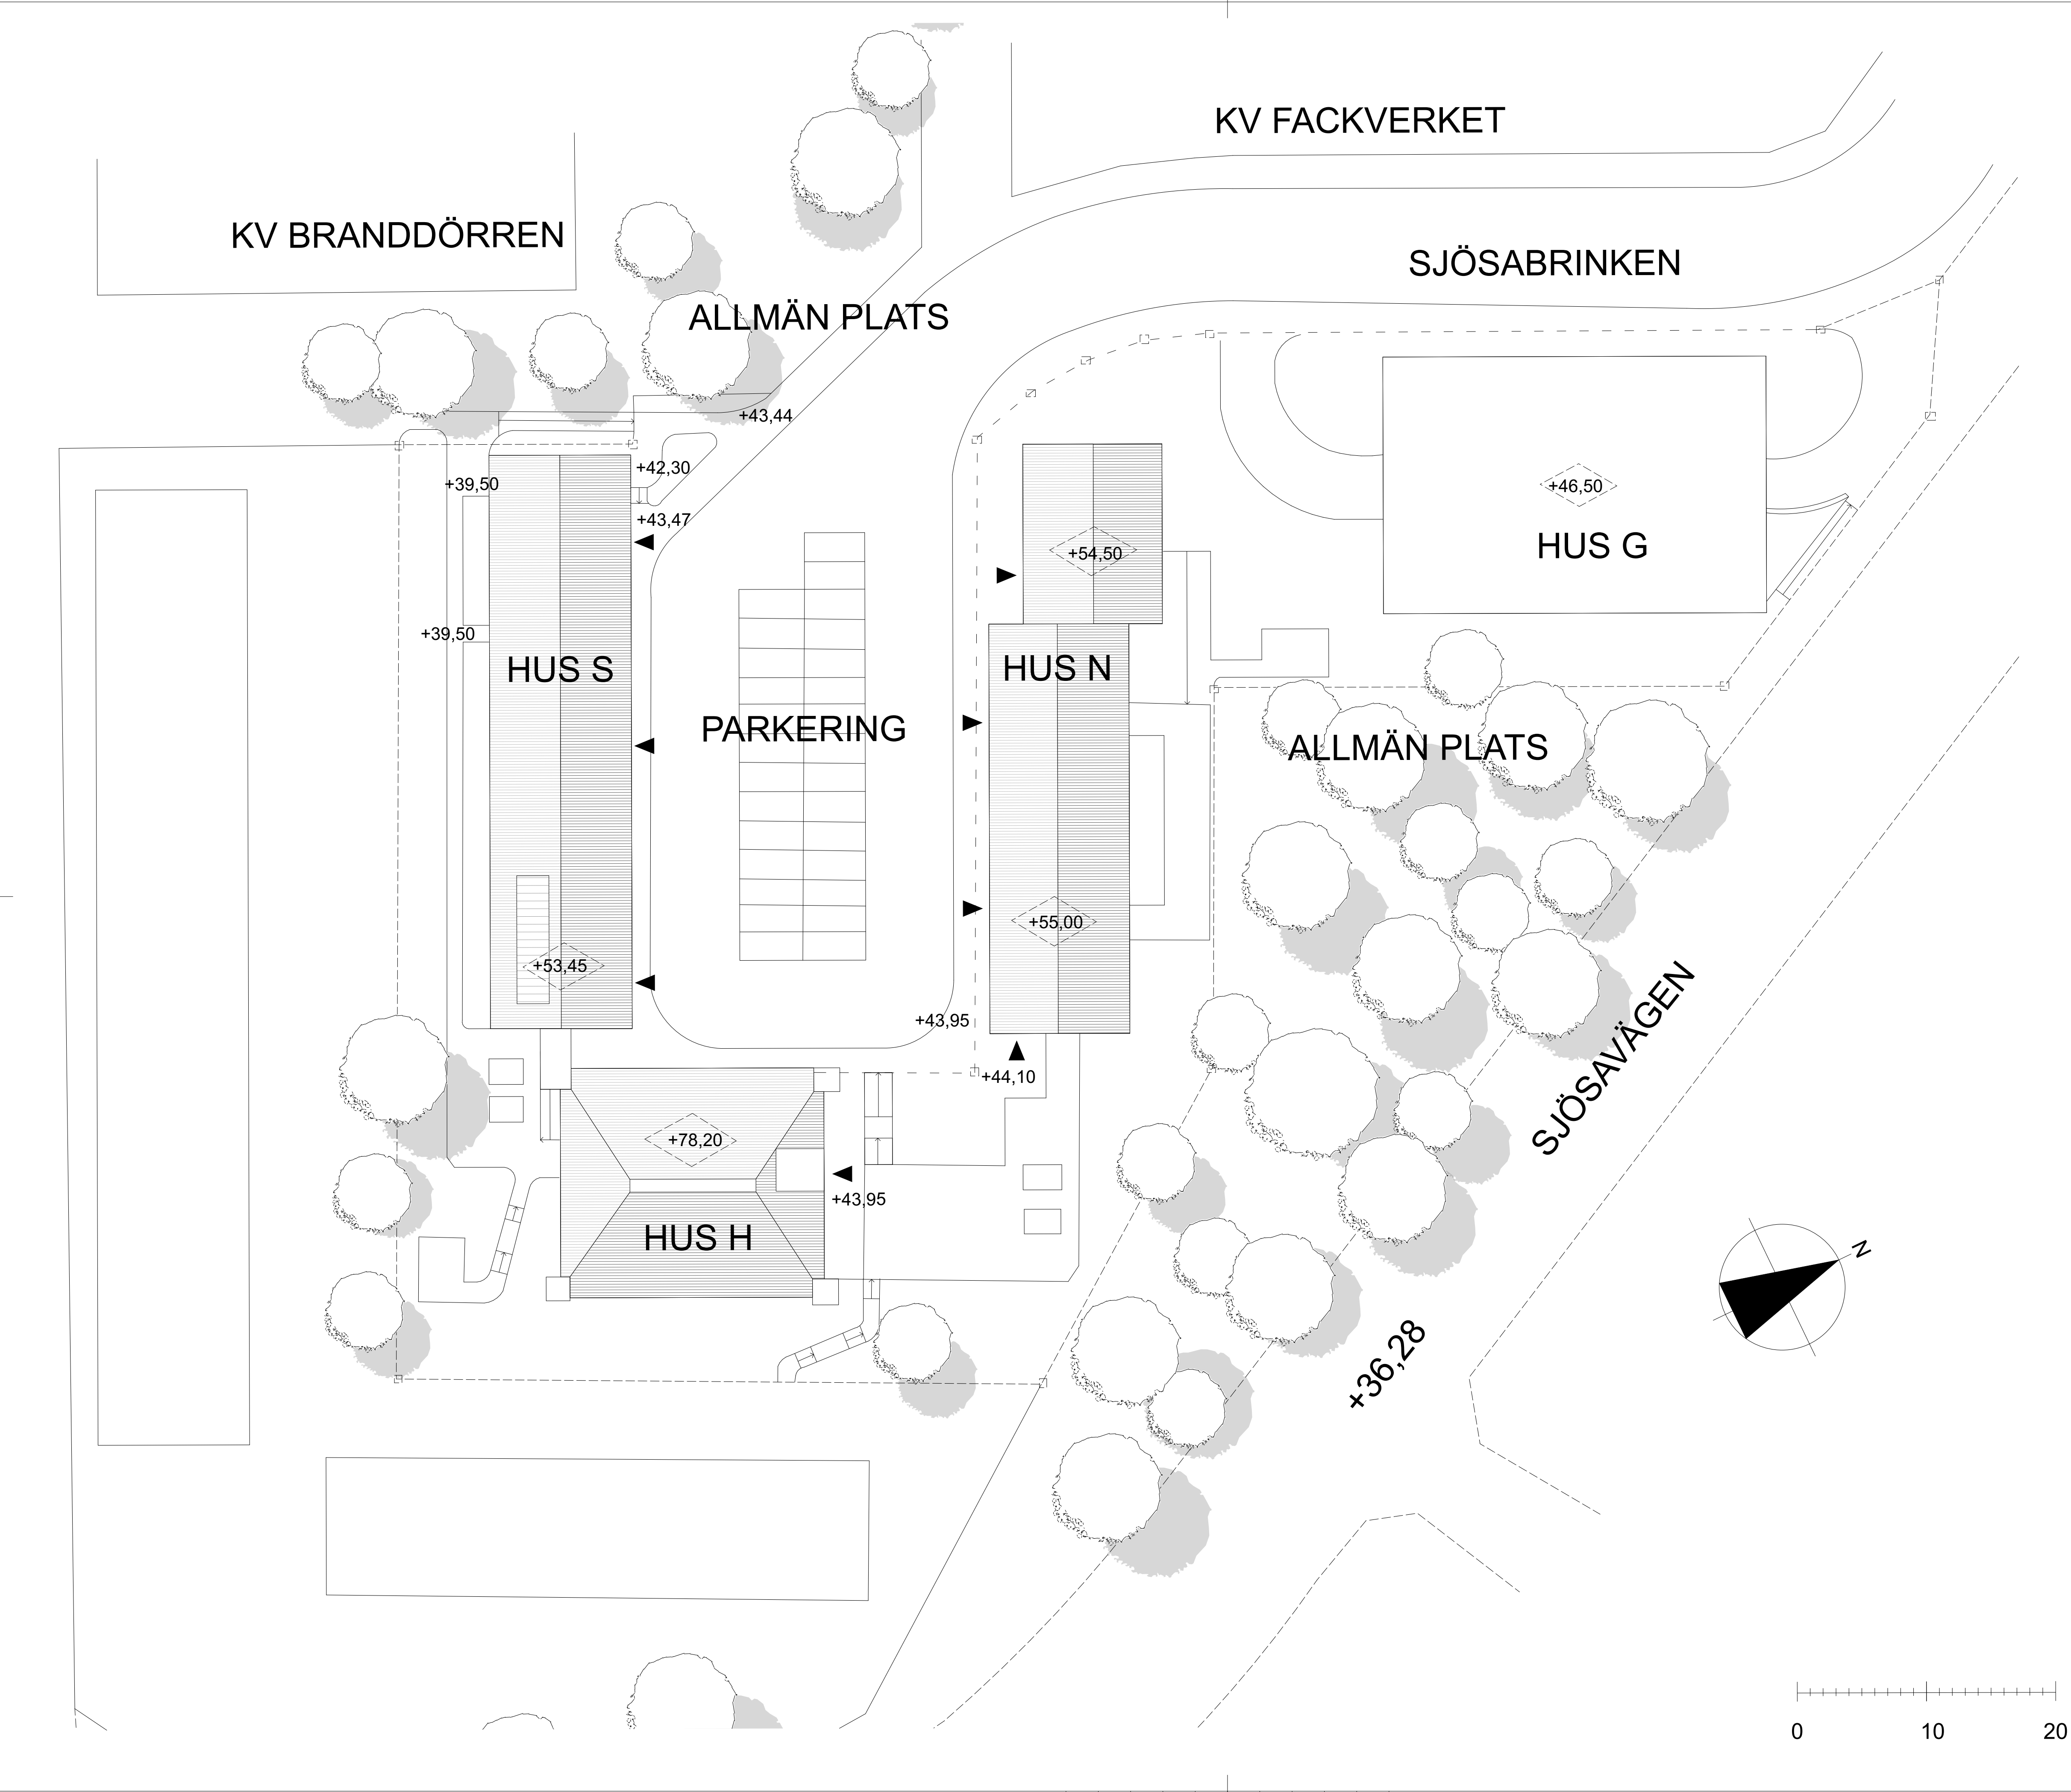 KV FACKVERKET
KV BRANDDÖRREN
SJÖSABRINKEN
ALLMÄN PLATS
+43,44
+42,30
+39,50
+46,50
+43,47
HUS G
+54,50
+39,50
HUS S
HUS N
PARKERING
ALLMÄN PLATS
+55,00
+53,45
+43,95
SJÖSAVÄGEN
+44,10
+78,20
+43,95
HUS H
N
+36,28
0 10 20